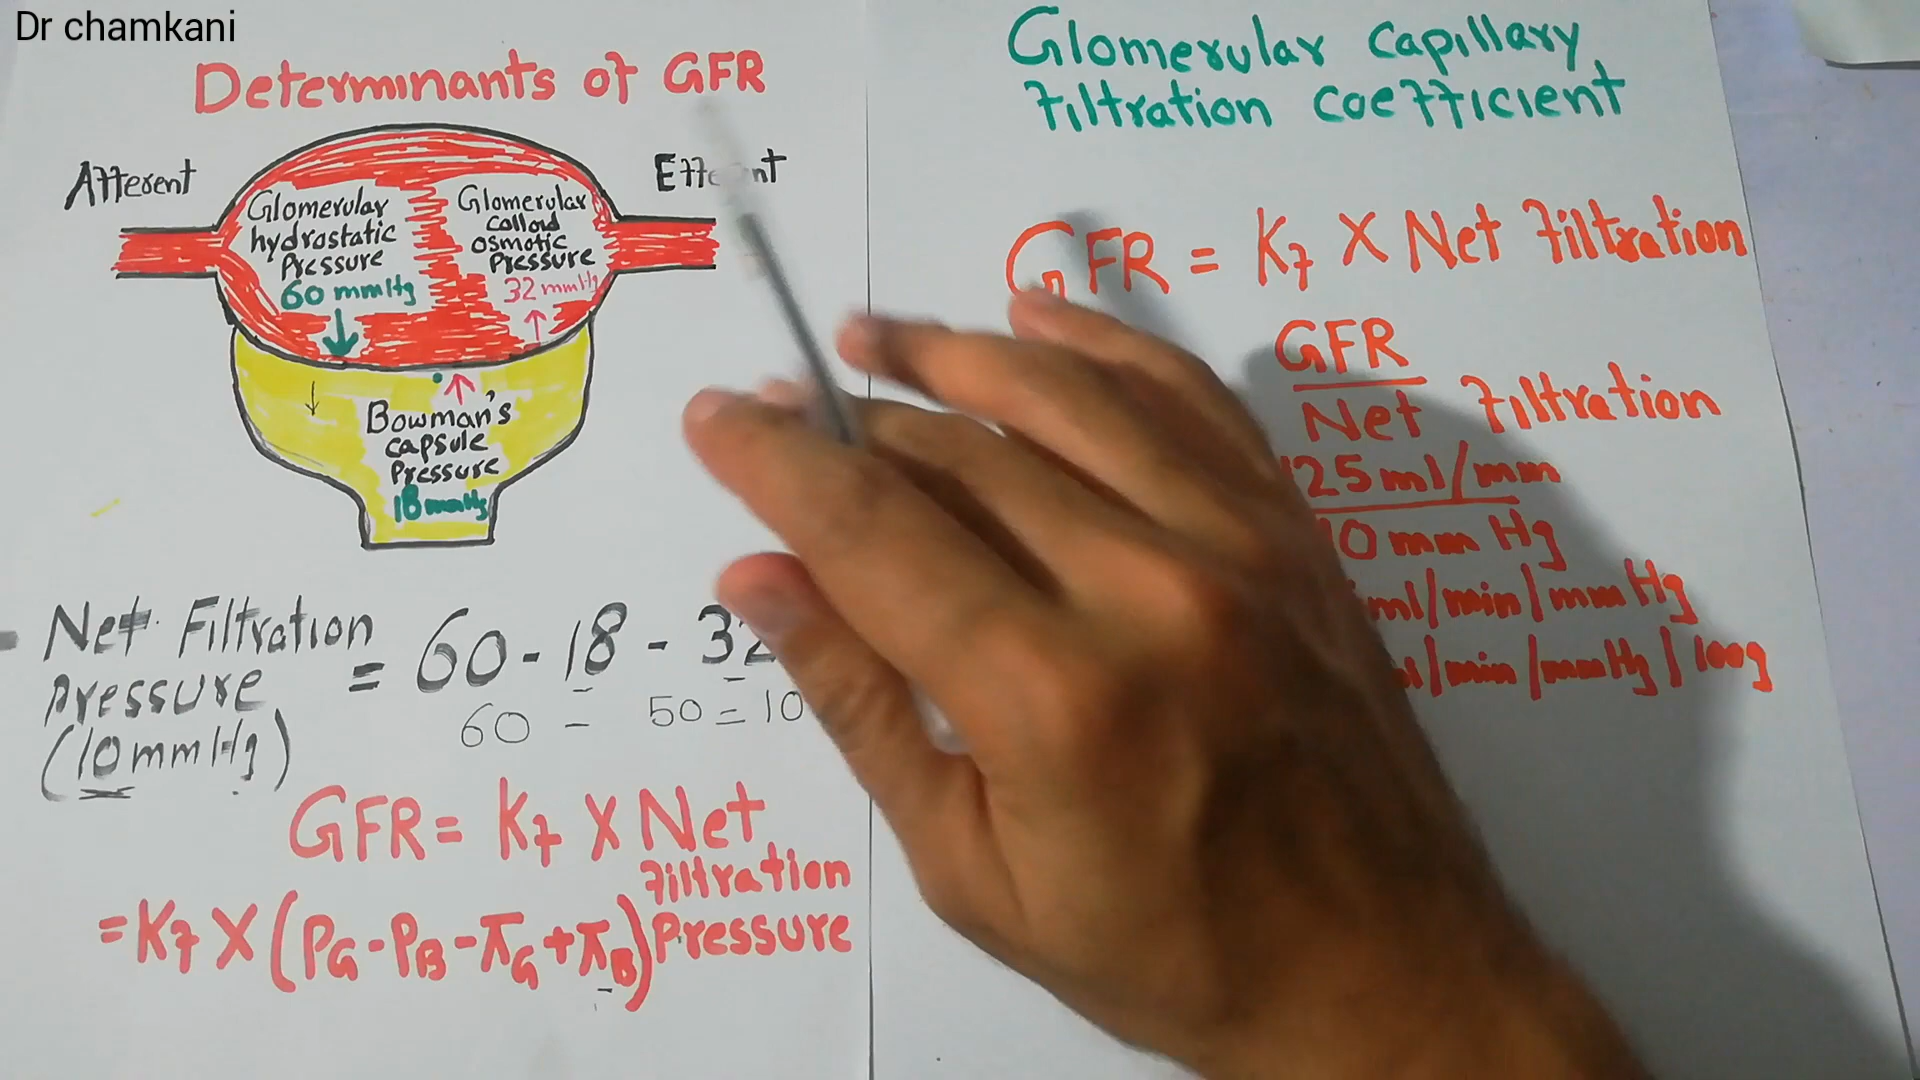 Dr chamkani
Determinants of GFR
Afferent
Glomerular
hydrostatic
Pressure
60 mmHg
Glomerular
colloid
osmotic
Pressure
32 mmHg
Bowman's
capsule
Pressure
18 mmHg
Net Filtration
Pressure
(10mmHg)
= 60 - 18 - 32
60 - 50 = 10
GFR = Kf X Net
filtration
Pressure
= Kf X (PG - PB - πG + πB)
Glomerular Capillary
Filtration coefficient
GFR = Kf X Net filtration
GFR
Net filtration
25 ml/mm
10 mm Hg
ml/min/mmHg
ml/min/mmHg/100g